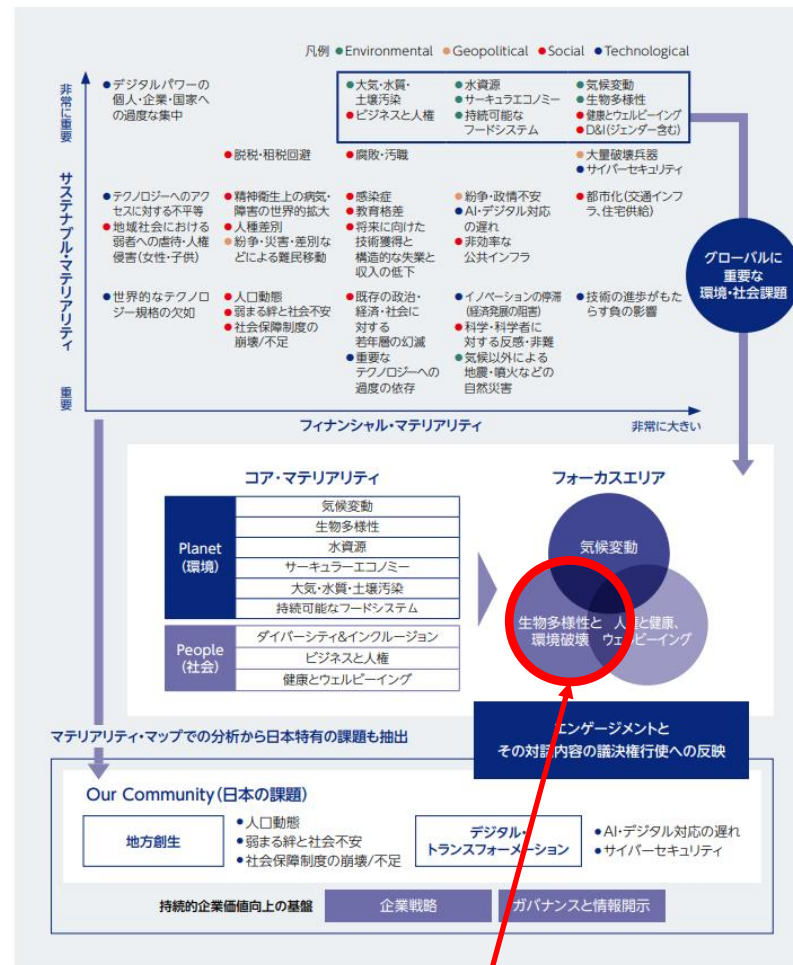 凡例 ●Environmental ●Geopolitical ●Social ●Technological
非常に重要
サステナブル・マテリアリティ
重要
●デジタルパワーの
個人・企業・国家へ
の過度な集中
●大気・水質・
土壌汚染
●ビジネスと人権
●水資源
●サーキュラエコノミー
●持続可能な
フードシステム
●気候変動
●生物多様性
●健康とウェルビーイング
●D&I(ジェンダー含む)
●脱税・租税回避
●腐敗・汚職
●大量破壊兵器
●サイバーセキュリティ
●テクノロジーへのアク
セスに対する不平等
●地域社会における
弱者への虐待・人権
侵害(女性・子供)
●精神衛生上の病気・
障害の世界的拡大
●人種差別
●紛争・災害・差別な
どによる難民移動
●感染症
●教育格差
●将来に向けた
技術獲得と
構造的な失業と
収入の低下
●紛争・政情不安
●AI・デジタル対応
の遅れ
●非効率な
公共インフラ
●都市化(交通インフ
ラ、住宅供給)
●世界的なテクノロ
ジー規格の欠如
●人口動態
●弱まる絆と社会不安
●社会保障制度の
崩壊/不足
●既存の政治・
経済・社会に
対する
若年層の幻滅
●重要な
テクノロジーへの
過度の依存
●イノベーションの停滞
(経済発展の阻害)
●科学・科学者に
対する反感・非難
●気候以外による
地震・噴火などの
自然災害
●技術の進歩がもた
らす負の影響
グローバルに
重要な
環境・社会課題
フィナンシャル・マテリアリティ
非常に大きい
コア・マテリアリティ
Planet
(環境)
気候変動
生物多様性
水資源
サーキュラーエコノミー
大気・水質・土壌汚染
持続可能なフードシステム
People
(社会)
ダイバーシティ&インクルージョン
ビジネスと人権
健康とウェルビーイング
フォーカスエリア
気候変動
生物多様性と
環境破壊
人権と健康、
ウェルビーイング
マテリアリティ・マップでの分析から日本特有の課題も抽出
エンゲージメントと
その対話内容の議決権行使への反映
Our Community(日本の課題)
地方創生
●人口動態
●弱まる絆と社会不安
●社会保障制度の崩壊/不足
デジタル・
トランスフォーメーション
●AI・デジタル対応の遅れ
●サイバーセキュリティ
持続的企業価値向上の基盤
企業戦略
ガバナンスと情報開示